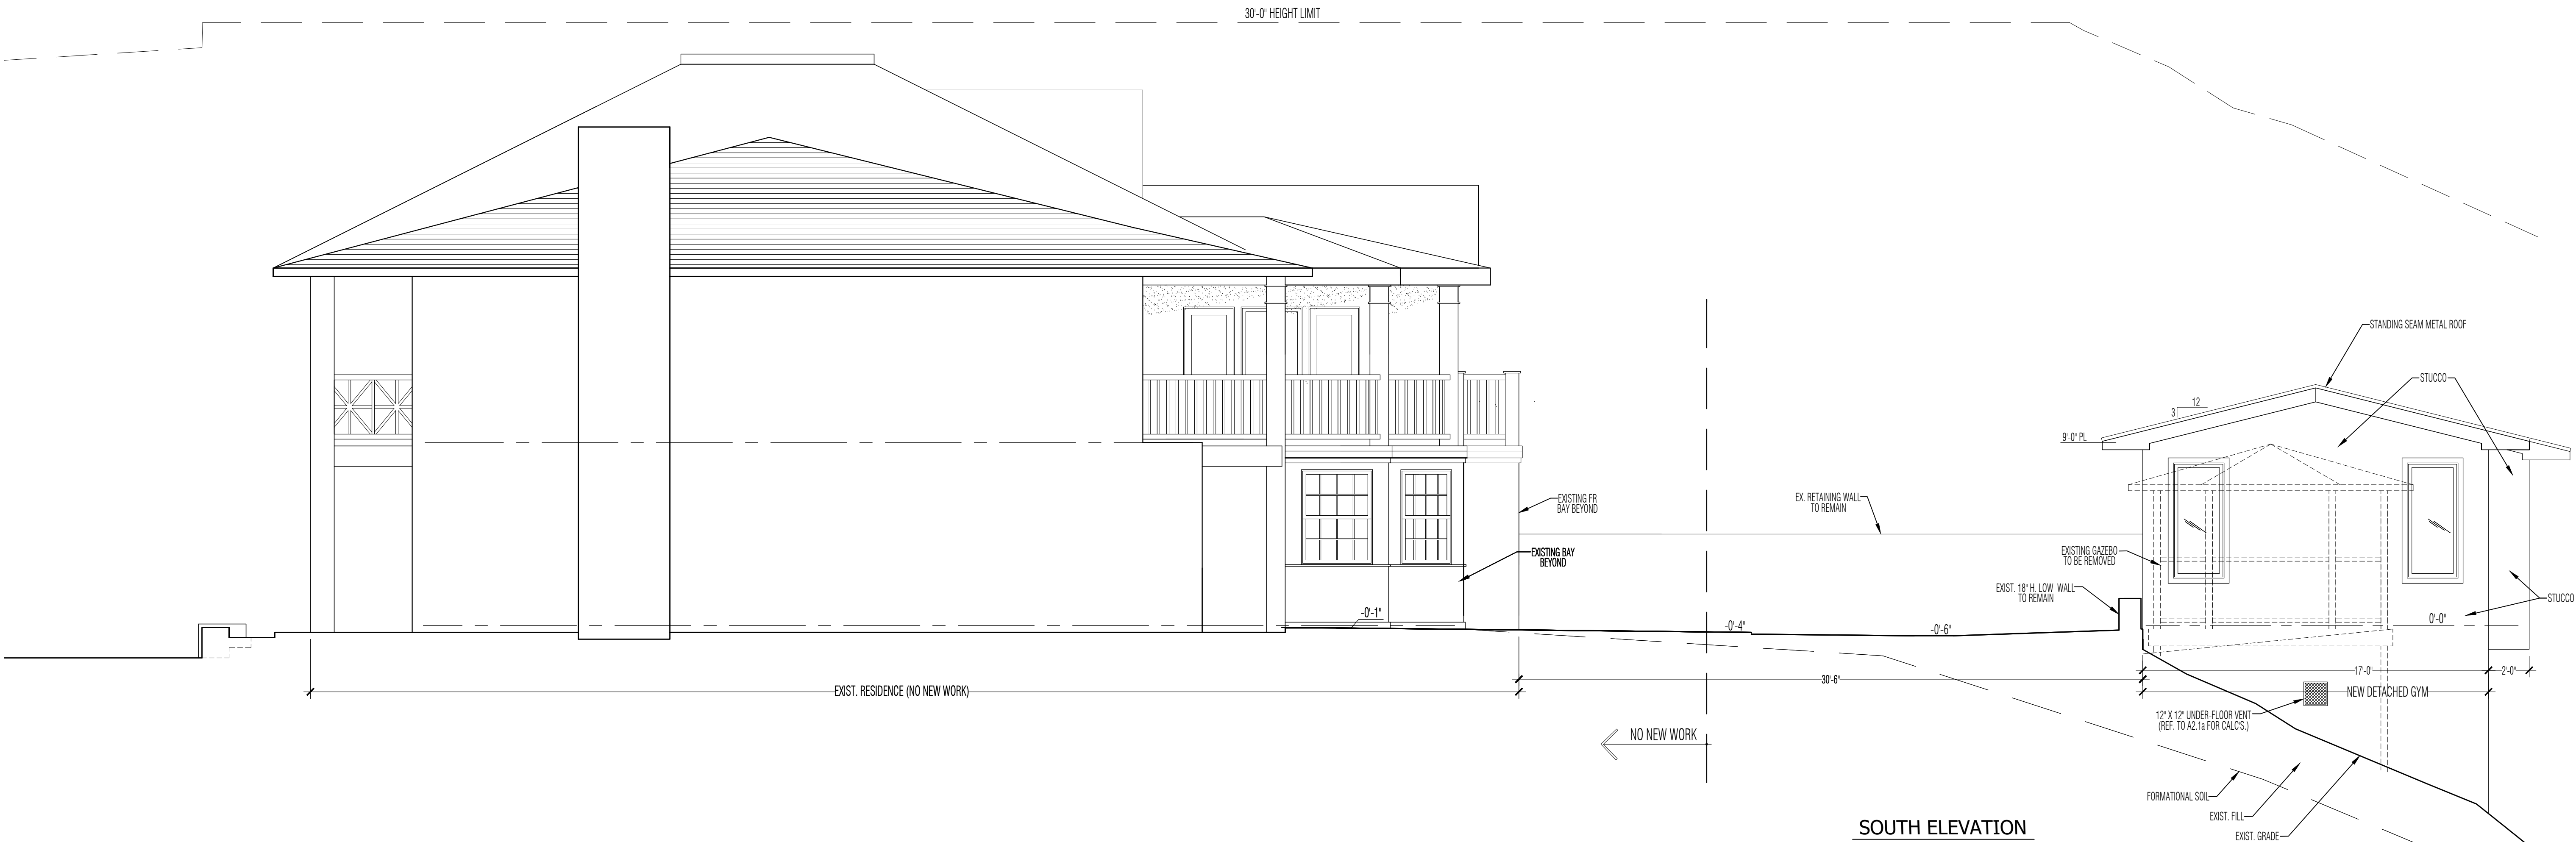 30'-0" HEIGHT LIMIT
STANDING SEAM METAL ROOF
STUCCO
12
3
9'-0" PL
EXISTING FR
BAY BEYOND
EX. RETAINING WALL
TO REMAIN
EXISTING BAY
BEYOND
EXISTING GAZEBO
TO BE REMOVED
EXIST. 18" H. LOW WALL
TO REMAIN
STUCCO
-0'-1"
-0'-4"
-0'-6"
0'-0"
17'-0"
2'-0"
30'-6"
EXIST. RESIDENCE (NO NEW WORK)
NEW DETACHED GYM
12" X 12" UNDER-FLOOR VENT
(REF. TO A2.1a FOR CALC'S.)
NO NEW WORK
FORMATIONAL SOIL
EXIST. FILL
EXIST. GRADE
SOUTH ELEVATION